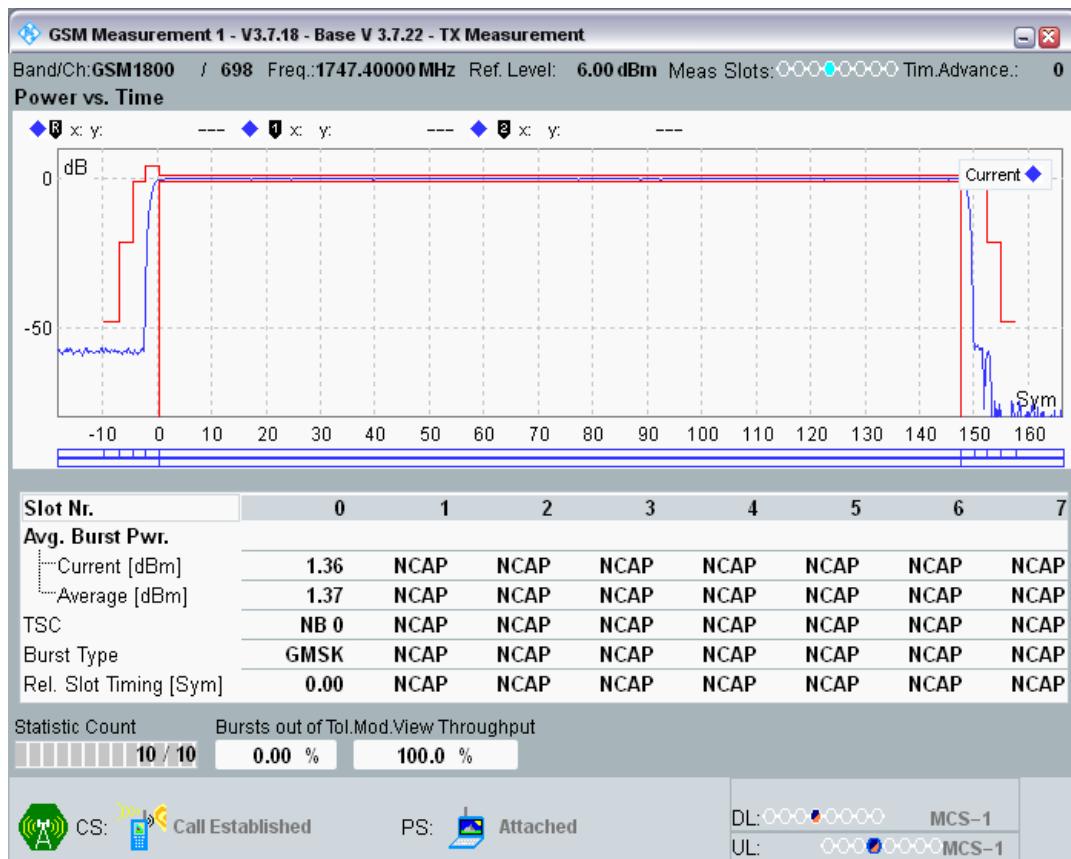 GSM Measurement 1 - V3.7.18 - Base V 3.7.22 - TX Measurement
Band/Ch:GSM1800 / 698 Freq.:1747.40000 MHz Ref. Level: 6.00 dBm Meas Slots: Tim.Advance.: 0
Power vs. Time
R x: y: --- 1 x: y: --- 2 x: y: ---
dB
0
Current
-50
Sym
-10 0 10 20 30 40 50 60 70 80 90 100 110 120 130 140 150 160
Slot Nr. 0 1 2 3 4 5 6 7
Avg. Burst Pwr.
Current [dBm] 1.36 NCAP NCAP NCAP NCAP NCAP NCAP NCAP
Average [dBm] 1.37 NCAP NCAP NCAP NCAP NCAP NCAP NCAP
TSC NB 0 NCAP NCAP NCAP NCAP NCAP NCAP NCAP
Burst Type GMSK NCAP NCAP NCAP NCAP NCAP NCAP NCAP
Rel. Slot Timing [Sym] 0.00 NCAP NCAP NCAP NCAP NCAP NCAP NCAP
Statistic Count Bursts out of Tol.Mod.View Throughput
10 / 10 0.00 % 100.0 %
CS: Call Established PS: Attached
DL: MCS-1
UL: MCS-1